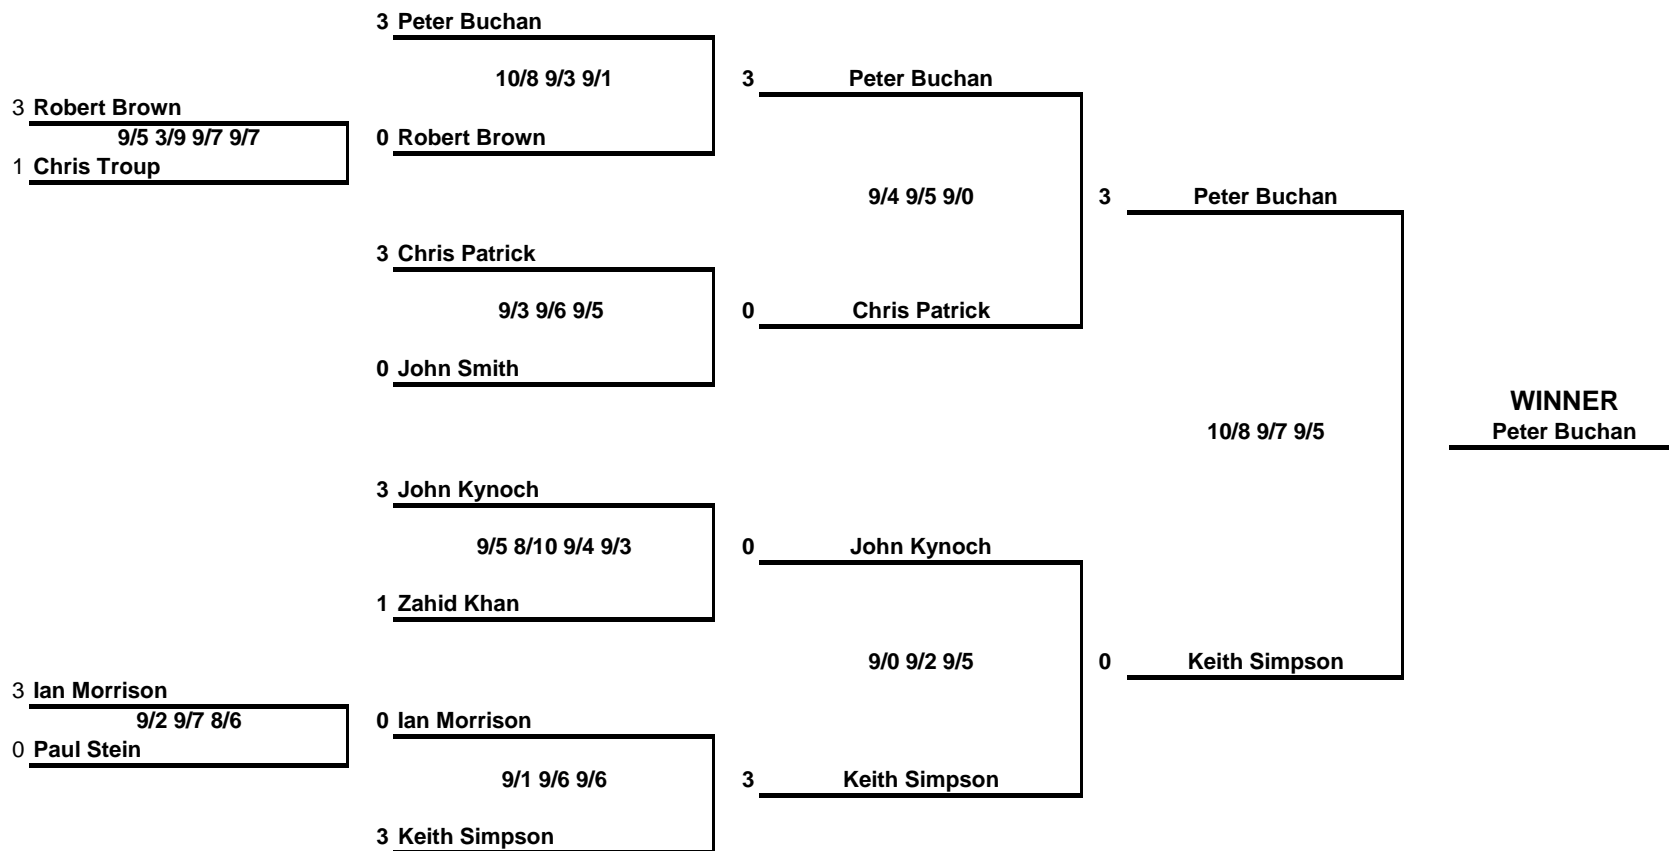 3 Peter Buchan
10/8 9/3 9/1
3 Peter Buchan
3 Robert Brown
9/5 3/9 9/7 9/7
0 Robert Brown
1 Chris Troup
9/4 9/5 9/0
3 Peter Buchan
3 Chris Patrick
9/3 9/6 9/5
0 Chris Patrick
0 John Smith
WINNER
10/8 9/7 9/5
Peter Buchan
3 John Kynoch
9/5 8/10 9/4 9/3
0 John Kynoch
1 Zahid Khan
9/0 9/2 9/5
0 Keith Simpson
3 Ian Morrison
9/2 9/7 8/6
0 Ian Morrison
0 Paul Stein
9/1 9/6 9/6
3 Keith Simpson
3 Keith Simpson